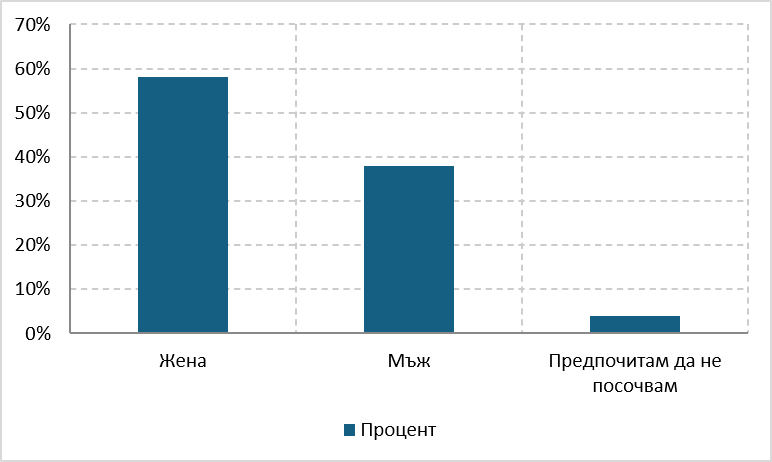 70%
60%
50%
40%
30%
20%
10%
0%
Жена
Мъж
Предпочитам да не
посочвам
Процент